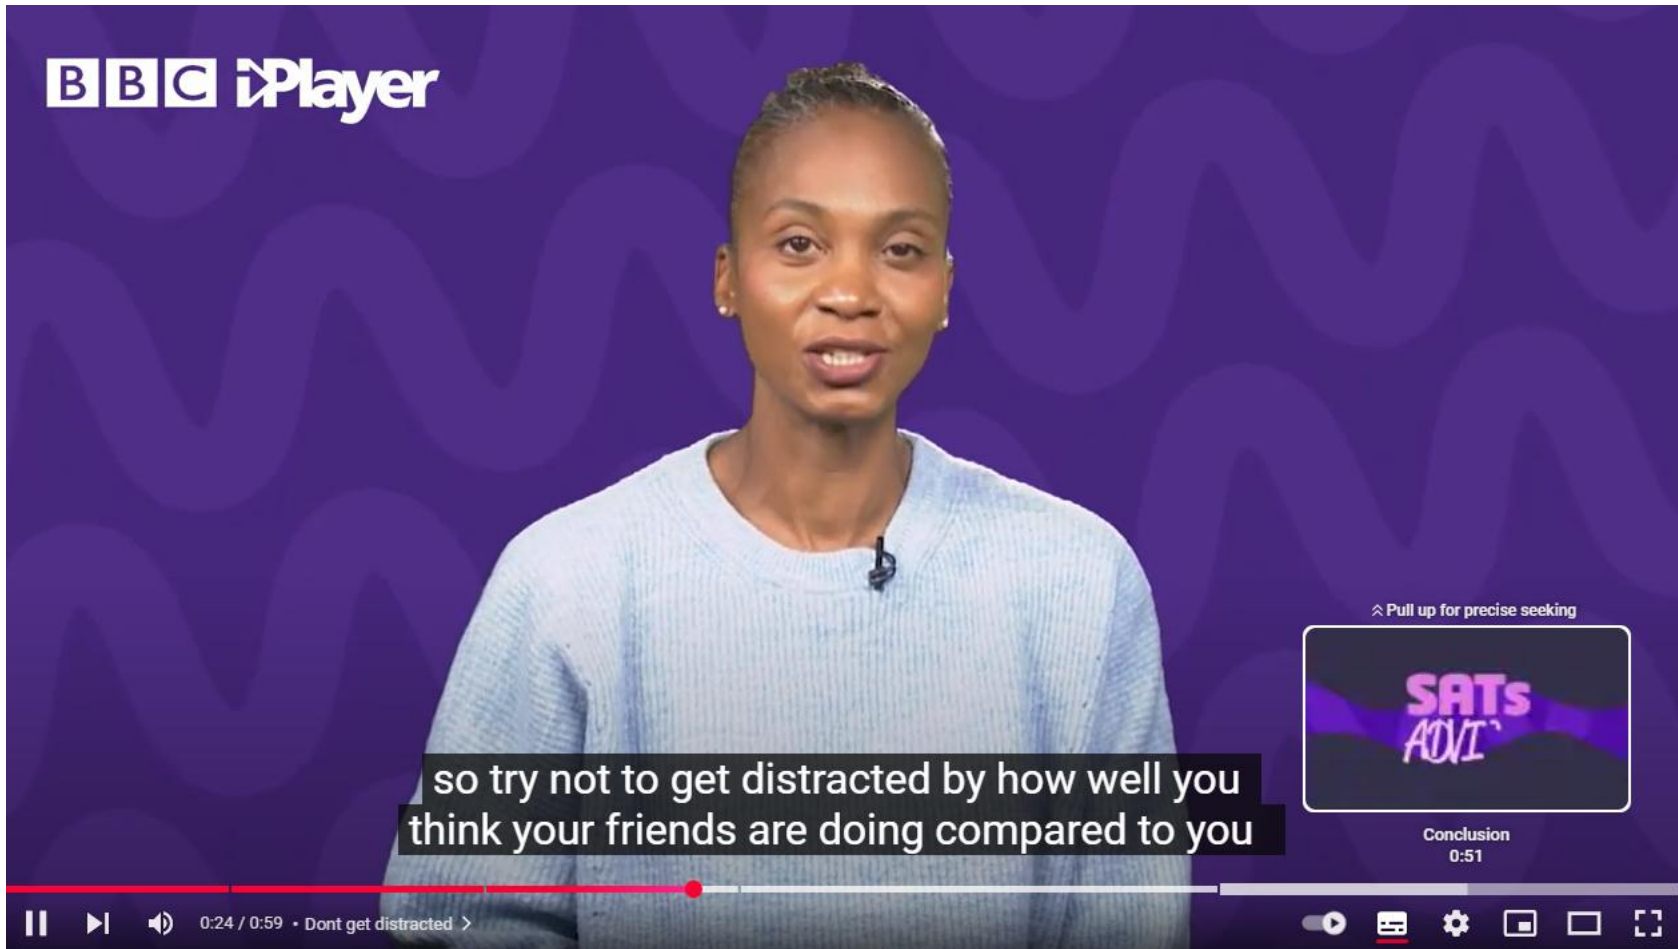 BBC iPlayer
so try not to get distracted by how well you
think your friends are doing compared to you
Pull up for precise seeking
SATs
ADVI
Conclusion
0:51
0:24 / 0:59 • Dont get distracted >